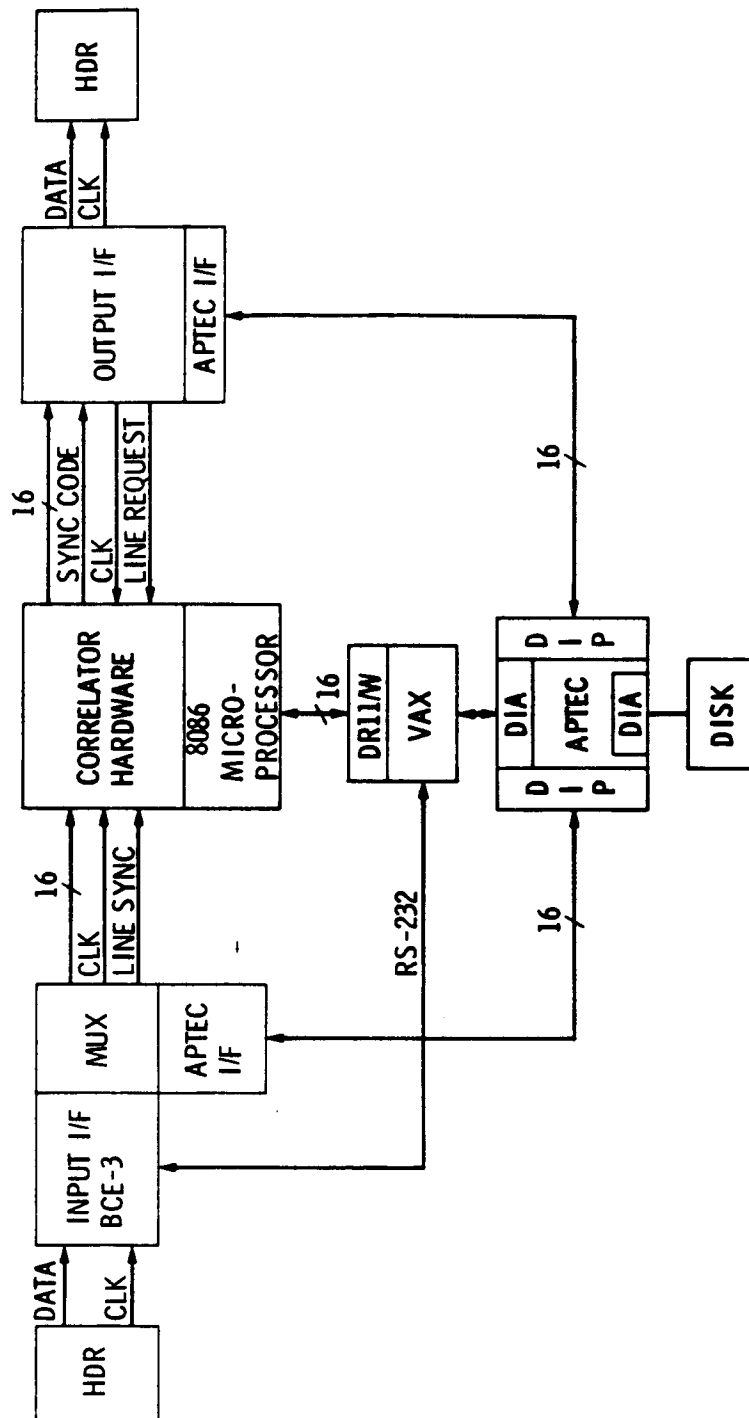 HDR
DATA
CLK
INPUT I/F
BCE-3
MUX
APTEC
I/F
16
CLK
LINE SYNC
CORRELATOR
HARDWARE
8086
MICRO-
PROCESSOR
16
SYNC CODE
CLK
LINE REQUEST
OUTPUT I/F
APTEC I/F
DATA
CLK
HDR
16
RS-232
DR11/W
VAX
16
16
DIP
DIA
APTEC
DIA
DIP
DISK